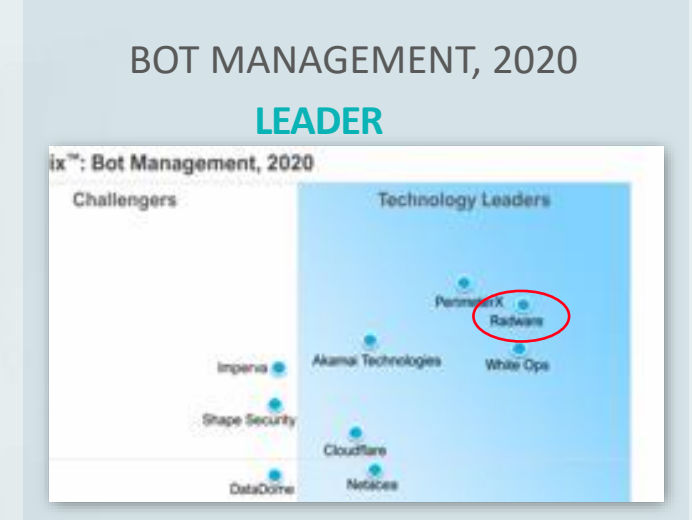 BOT MANAGEMENT, 2020
LEADER
ix™: Bot Management, 2020
Challengers
Technology Leaders
PerimeterX
Radware
Akamai Technologies
White Ops
Imperva
Shape Security
Cloudflare
DataDome
Netacea